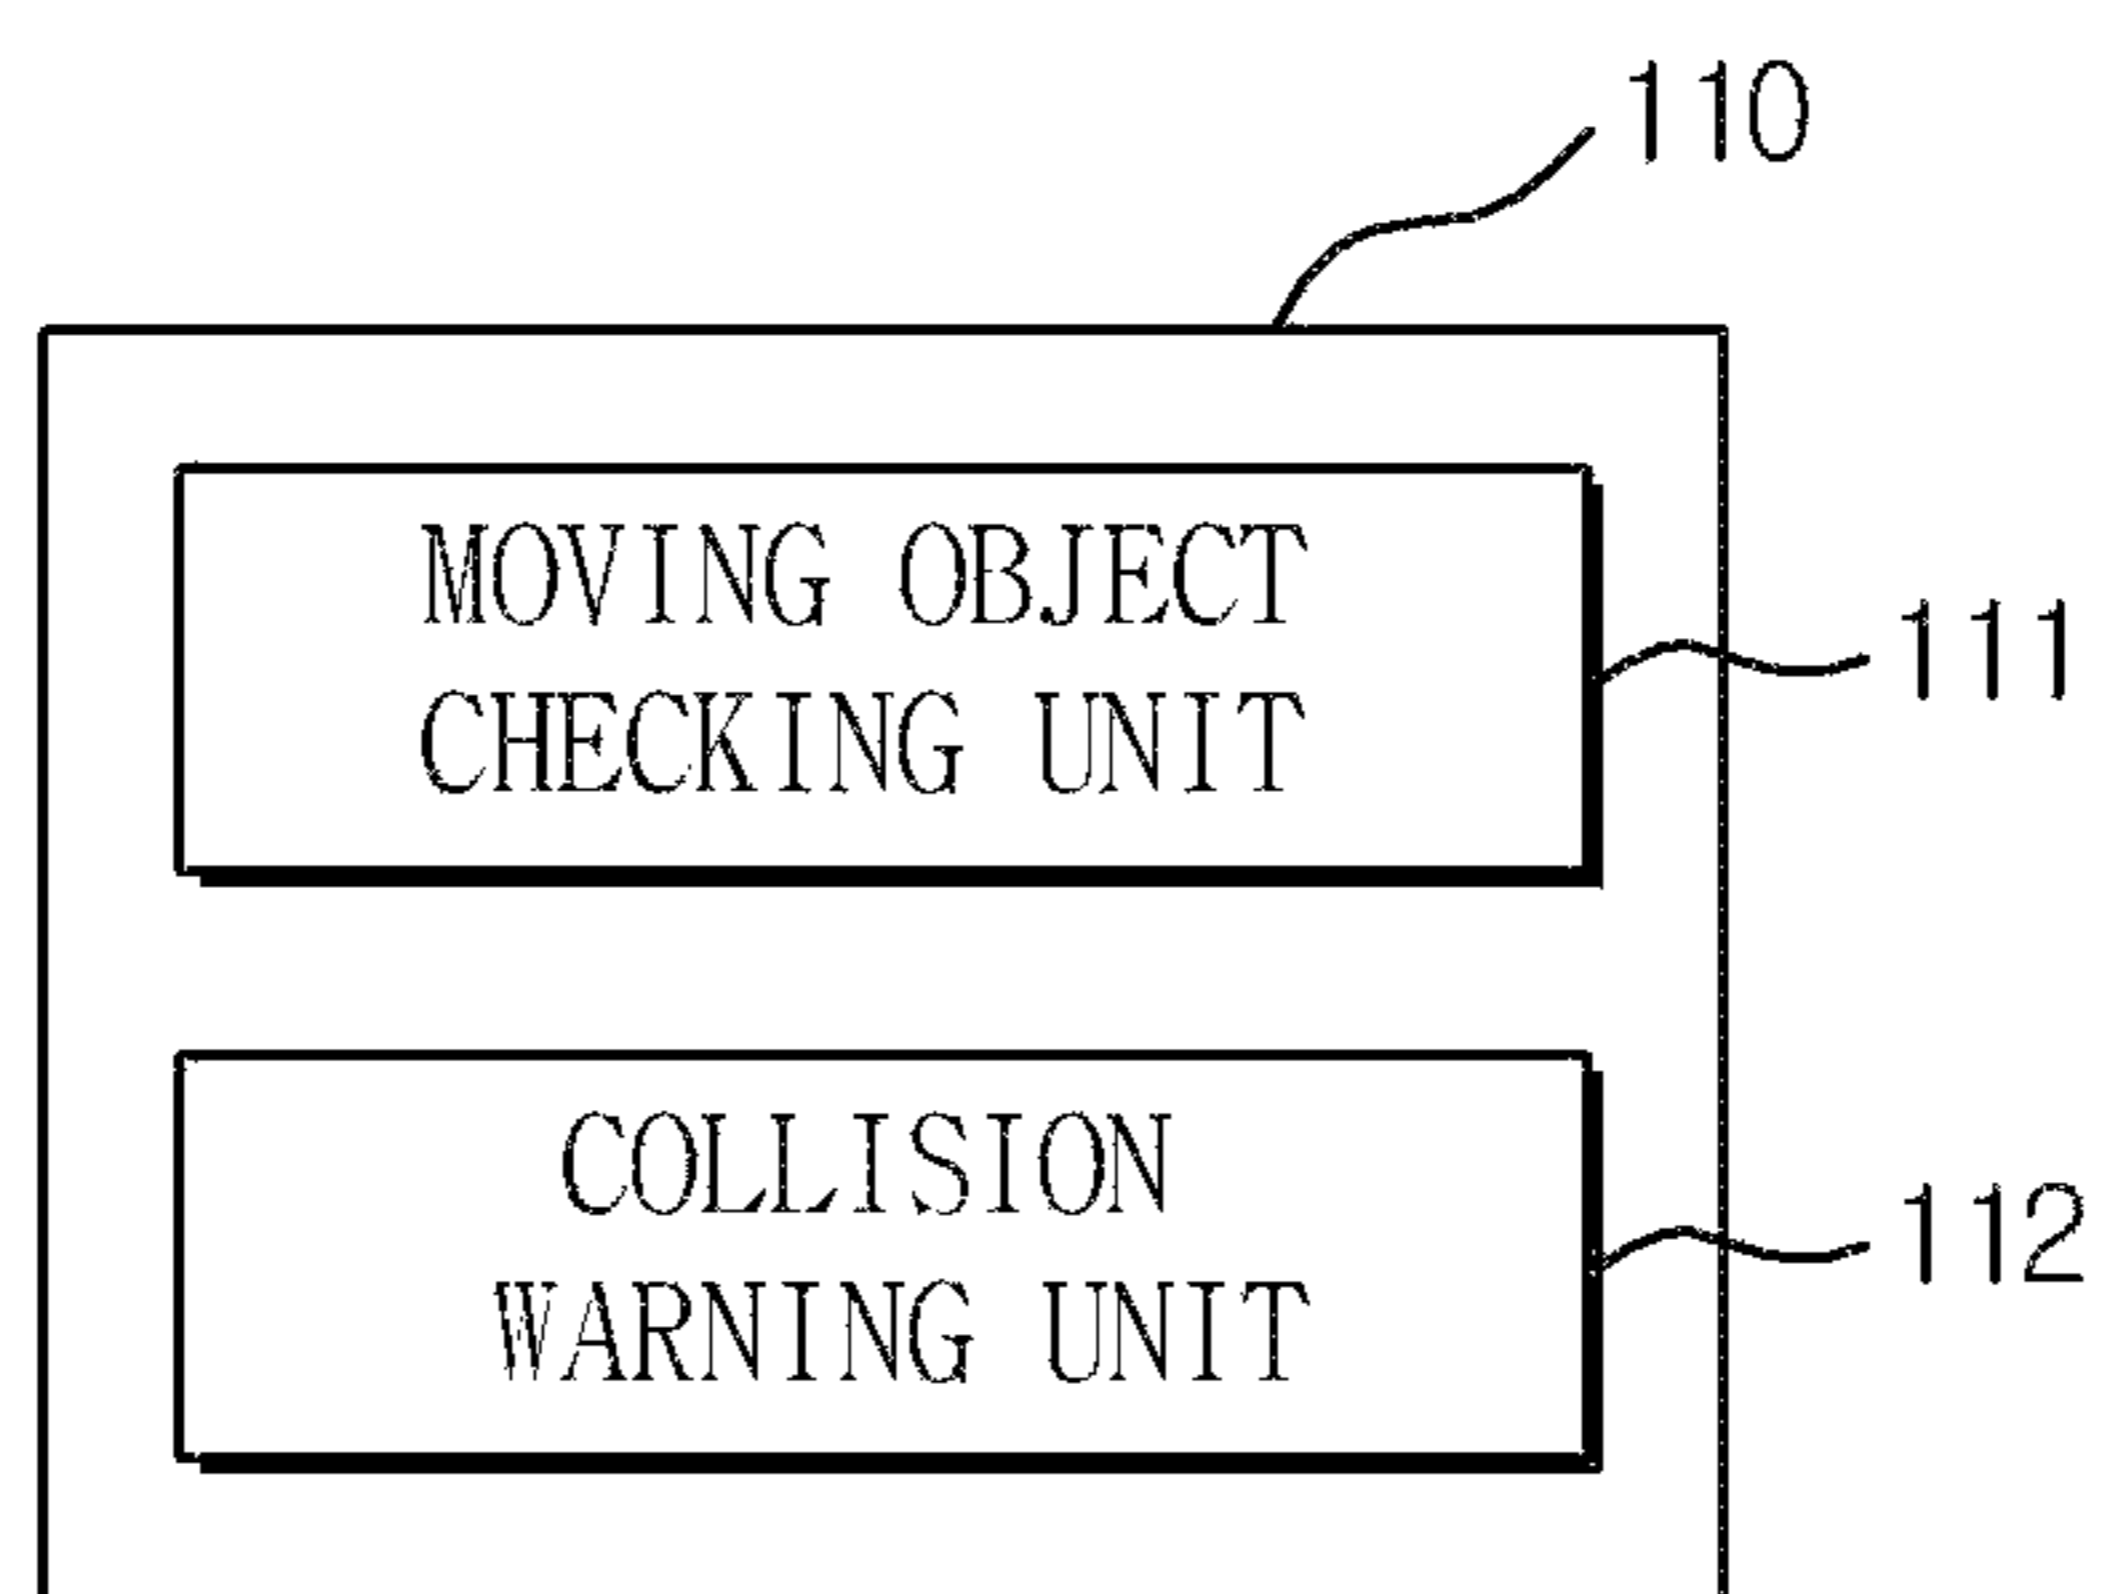 110
MOVING OBJECT
CHECKING UNIT
111
COLLISION
WARNING UNIT
112